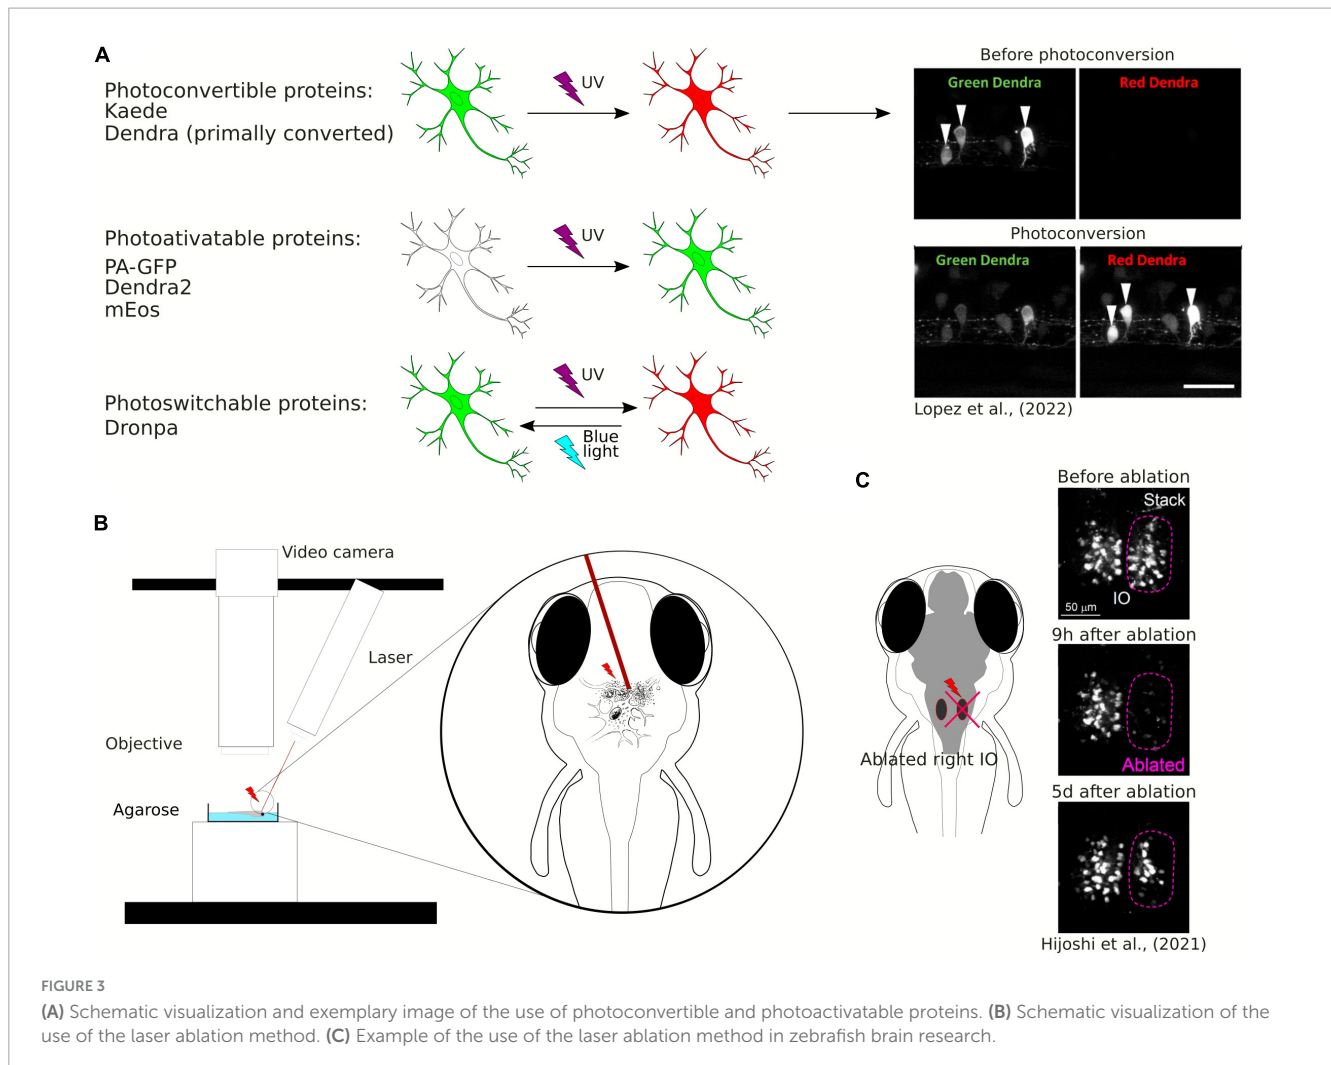 A
Photoconvertible proteins:
Kaede
Dendra (primally converted)
UV
Before photoconversion
Green Dendra
Red Dendra
Photoativatable proteins:
PA-GFP
Dendra2
mEos
UV
Photoconversion
Green Dendra
Red Dendra
Lopez et al., (2022)
Photoswitchable proteins:
Dronpa
UV
Blue
light
B
Video camera
Laser
Objective
Agarose
C
Ablated right IO
Before ablation
Stack
IO
50 μm
9h after ablation
Ablated
5d after ablation
Hijoshi et al., (2021)
FIGURE 3
(A) Schematic visualization and exemplary image of the use of photoconvertible and photoactivatable proteins. (B) Schematic visualization of the
use of the laser ablation method. (C) Example of the use of the laser ablation method in zebrafish brain research.